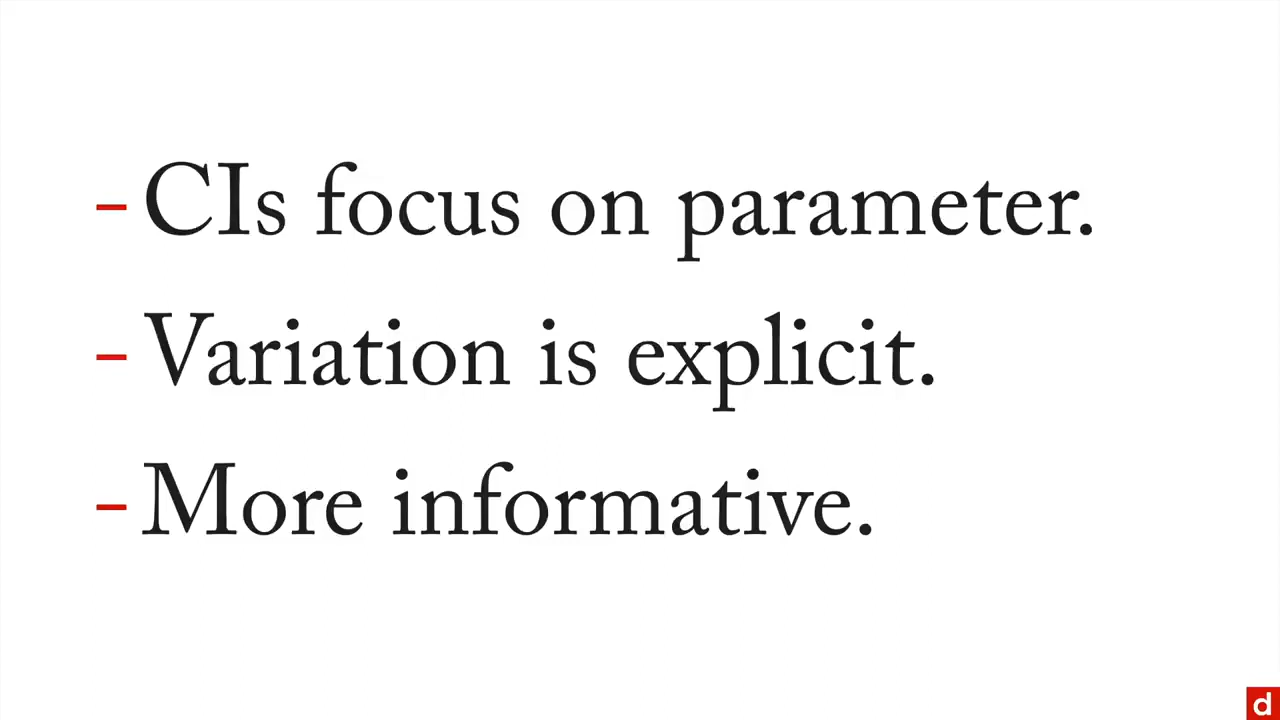 - CIs focus on parameter.
- Variation is explicit.
- More informative.
d